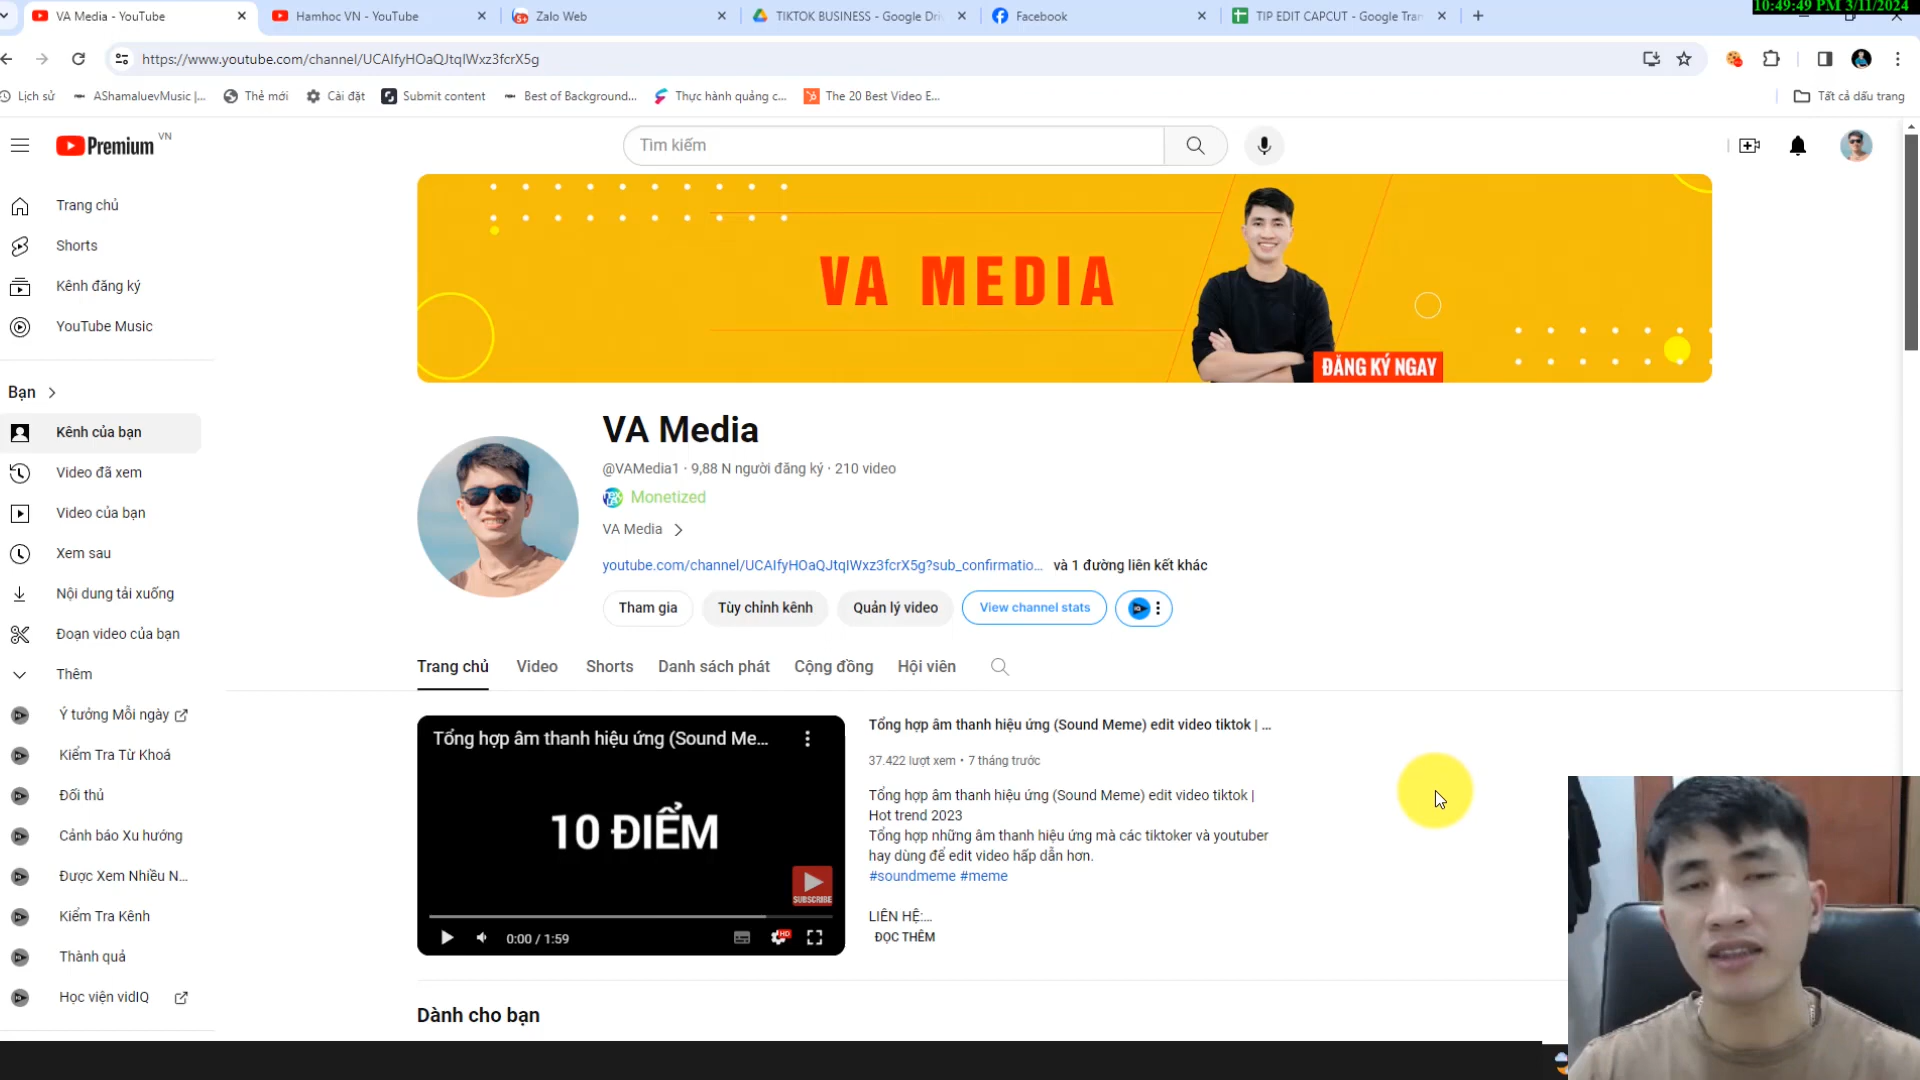 10:49:49 PM 3/11/2024
VA Media - YouTube
Hamhoc VN - YouTube
Zalo Web
TIKTOK BUSINESS - Google Dri
Facebook
TIP EDIT CAPCUT - Google Tran
https://www.youtube.com/channel/UCAIfyHOaQJtqIWxz3fcrX5g
Lịch sử
AShamaluevMusic |...
Thẻ mới
Cài đặt
Submit content
Best of Background...
Thực hành quảng c...
The 20 Best Video E...
Tất cả dấu trang
Premium
VN
Tìm kiếm
Trang chủ
Shorts
Kênh đăng ký
YouTube Music
Bạn
Kênh của bạn
Video đã xem
Video của bạn
Xem sau
Nội dung tải xuống
Đoạn video của bạn
Thêm
Ý tưởng Mỗi ngày
Kiểm Tra Từ Khoá
Đối thủ
Cảnh báo Xu hướng
Được Xem Nhiều N...
Kiểm Tra Kênh
Thành quả
Học viện vidIQ
VA MEDIA
ĐĂNG KÝ NGAY
VA Media
@VAMedia1 · 9,88 N người đăng ký · 210 video
Monetized
VA Media
youtube.com/channel/UCAIfyHOaQJtqIWxz3fcrX5g?sub_confirmatio... và 1 đường liên kết khác
Tham gia
Tùy chỉnh kênh
Quản lý video
View channel stats
Trang chủ
Video
Shorts
Danh sách phát
Cộng đồng
Hội viên
Tổng hợp âm thanh hiệu ứng (Sound Me...
10 ĐIỂM
SUBSCRIBE
0:00 / 1:59
HD
Tổng hợp âm thanh hiệu ứng (Sound Meme) edit video tiktok | ...
37.422 lượt xem • 7 tháng trước
Tổng hợp âm thanh hiệu ứng (Sound Meme) edit video tiktok |
Hot trend 2023
Tổng hợp những âm thanh hiệu ứng mà các tiktoker và youtuber
hay dùng để edit video hấp dẫn hơn.
#soundmeme #meme
LIÊN HỆ:...
ĐỌC THÊM
Dành cho bạn